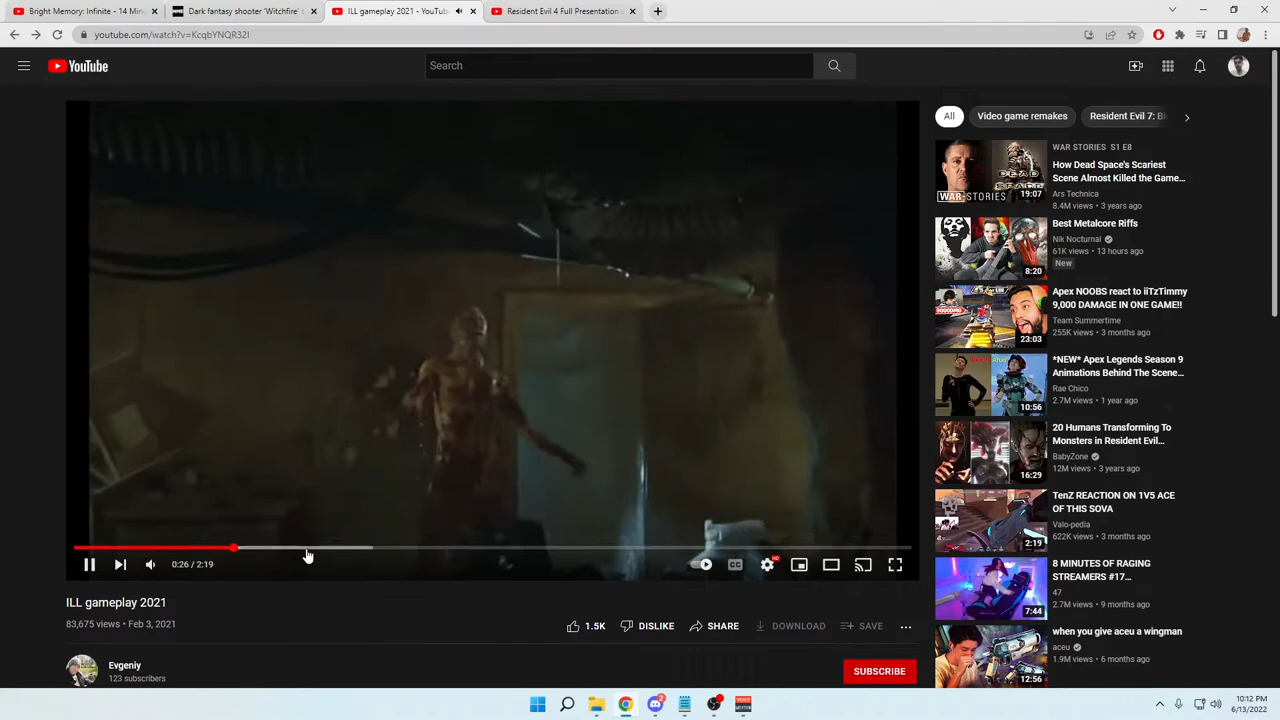 Bright Memory: Infinite - 14 Min
Dark fantasy shooter 'Witchfire'
ILL gameplay 2021 - YouTube
Resident Evil 4 Full Presentation
youtube.com/watch?v=KcqbYNQR32I
YouTube
Search
All
Video game remakes
Resident Evil 7: Bi
WAR STORIES S1 E8
How Dead Space's Scariest
Scene Almost Killed the Game...
Ars Technica
8.4M views • 3 years ago
DEAD
WAR STORIES
19:07
Best Metalcore Riffs
Nik Nocturnal
61K views • 13 hours ago
New
8:20
Apex NOOBS react to iiTzTimmy
9,000 DAMAGE IN ONE GAME!!
Team Summertime
255K views • 3 months ago
23:03
*NEW* Apex Legends Season 9
Animations Behind The Scene...
Rae Chico
2.7M views • 1 year ago
10:56
20 Humans Transforming To
Monsters in Resident Evil...
BabyZone
12M views • 3 years ago
16:29
TenZ REACTION ON 1V5 ACE
OF THIS SOVA
Valo-pedia
622K views • 3 months ago
2:19
8 MINUTES OF RAGING
STREAMERS #17...
47
2.7M views • 9 months ago
7:44
when you give aceu a wingman
aceu
1.9M views • 6 months ago
12:56
0:26 / 2:19
CC
HD
ILL gameplay 2021
83,675 views • Feb 3, 2021
1.5K
DISLIKE
SHARE
DOWNLOAD
SAVE
Evgeniy
123 subscribers
SUBSCRIBE
2
10:12 PM
6/13/2022